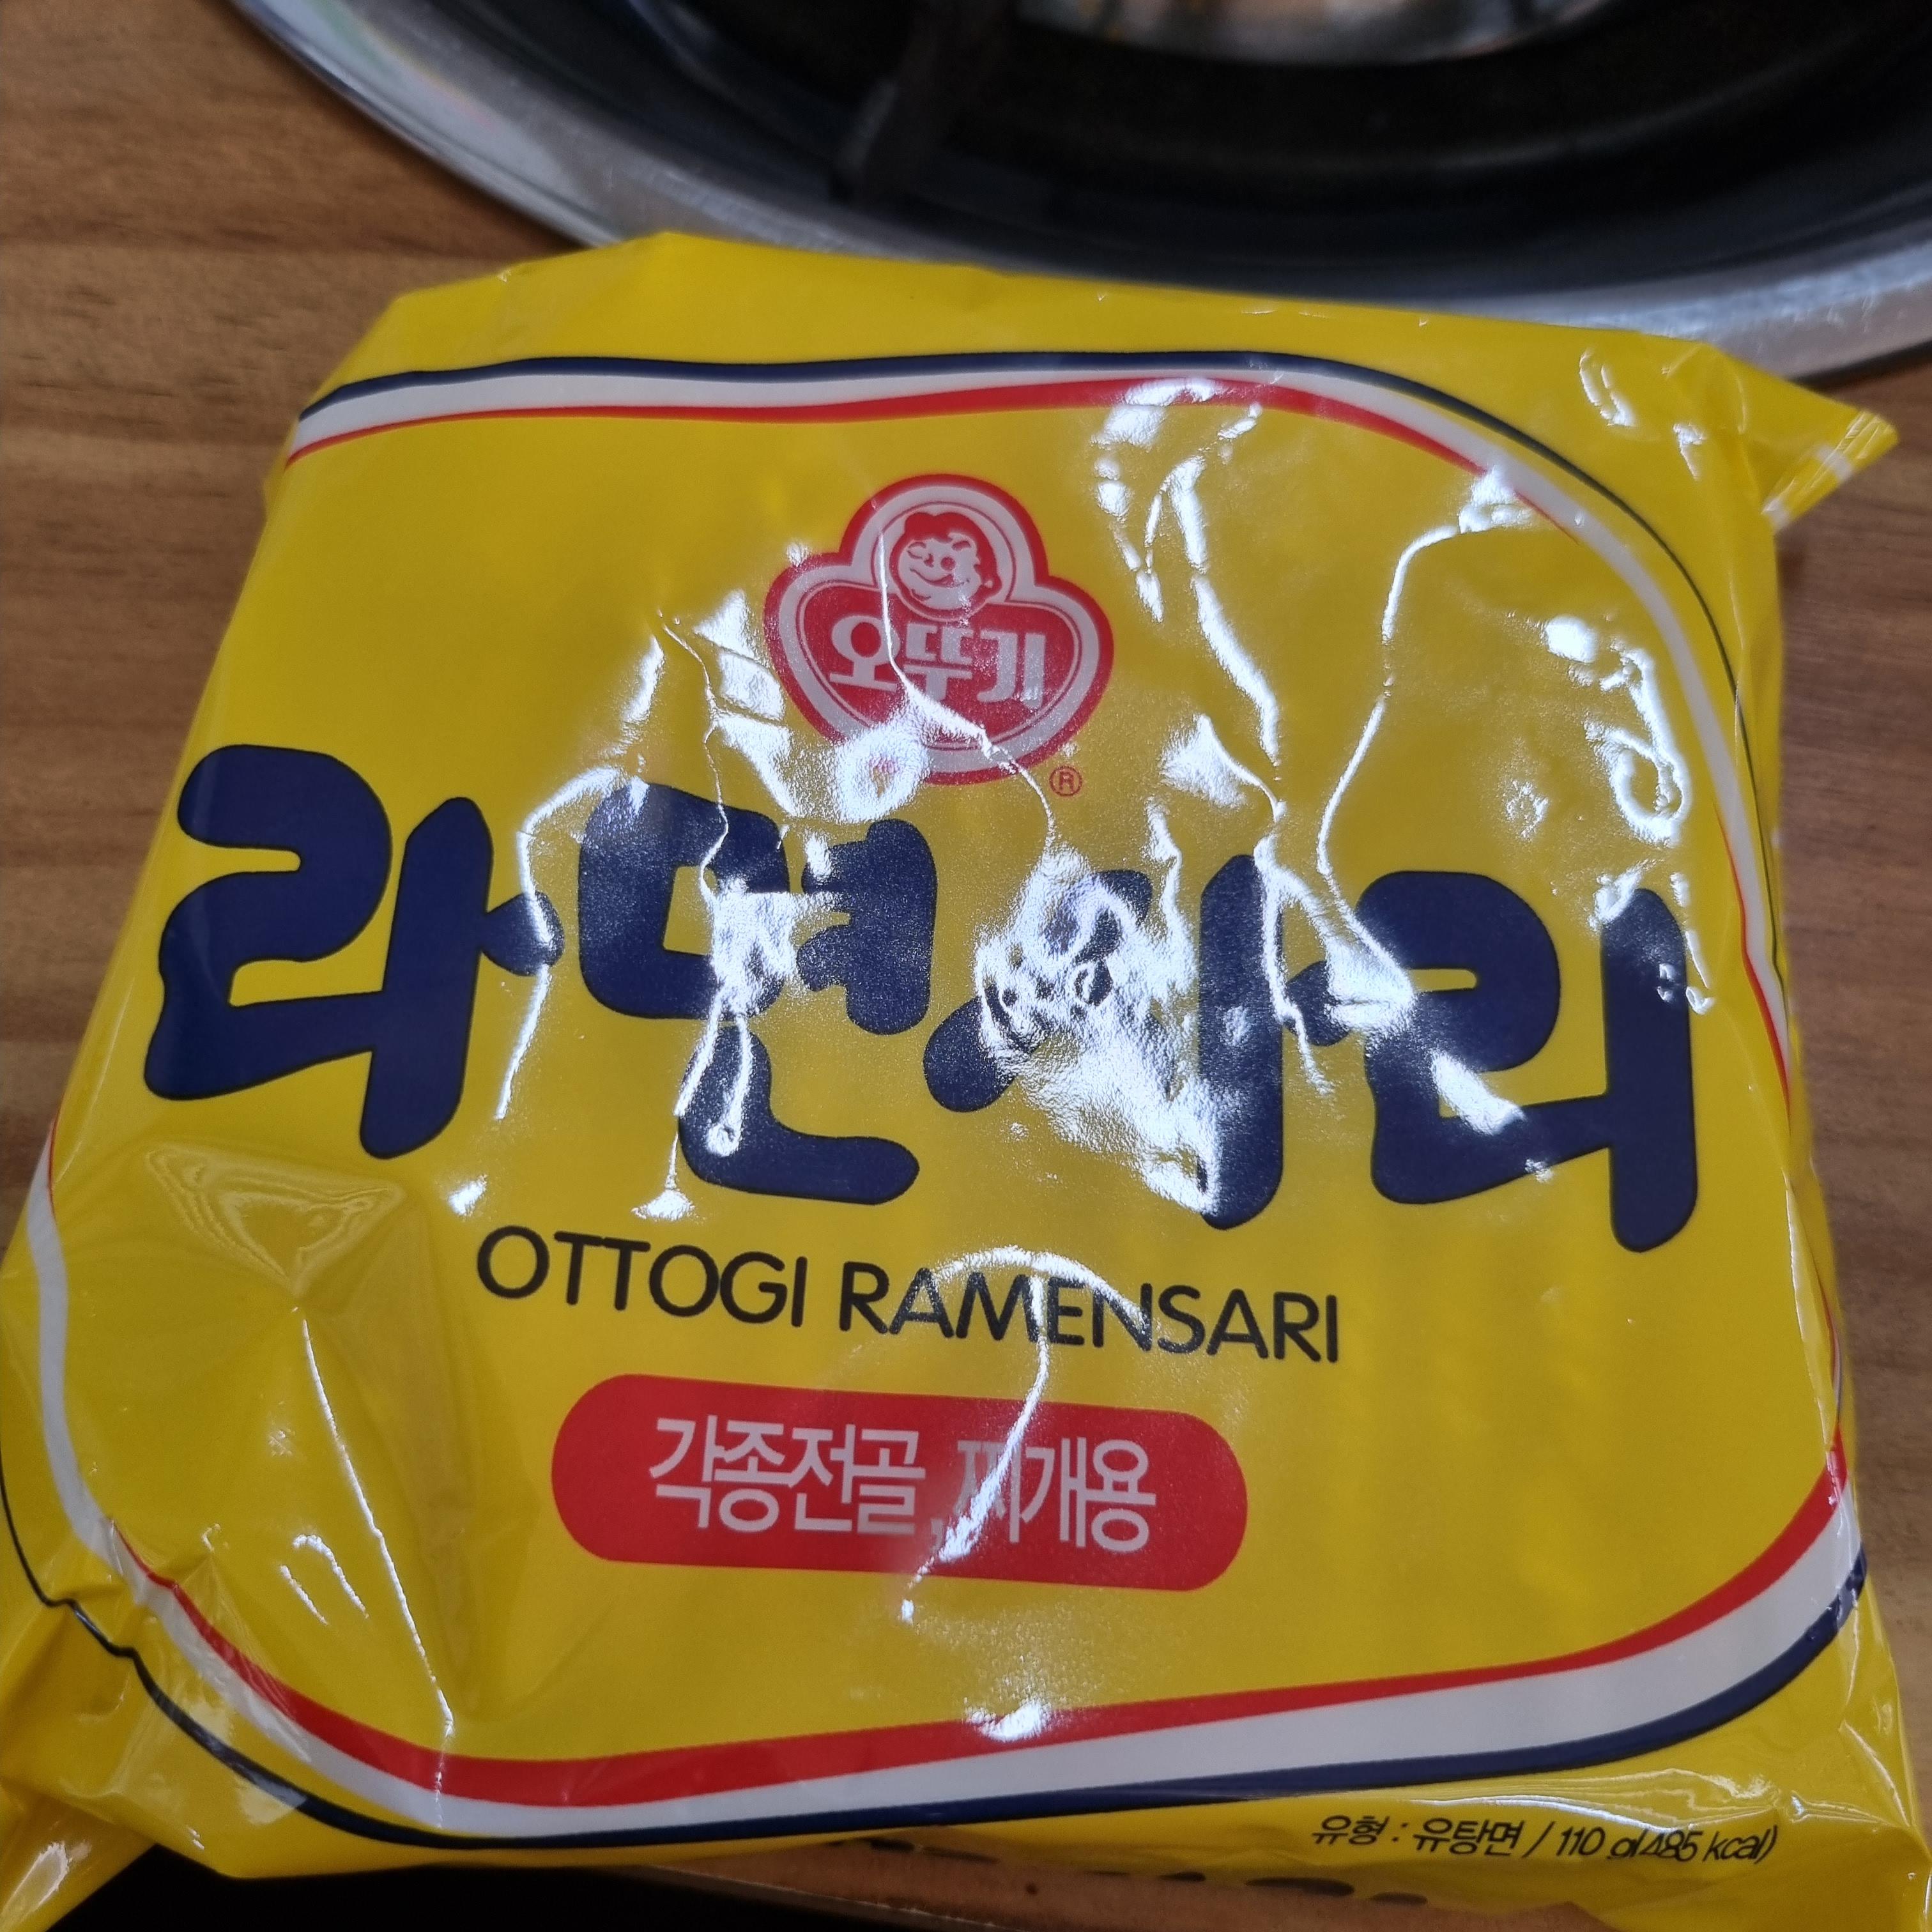 오뚜기
®
라면사리
OTTOGI RAMENSARI
각종전골, 찌개용
유형 : 유탕면 / 110 g(485 kcal)